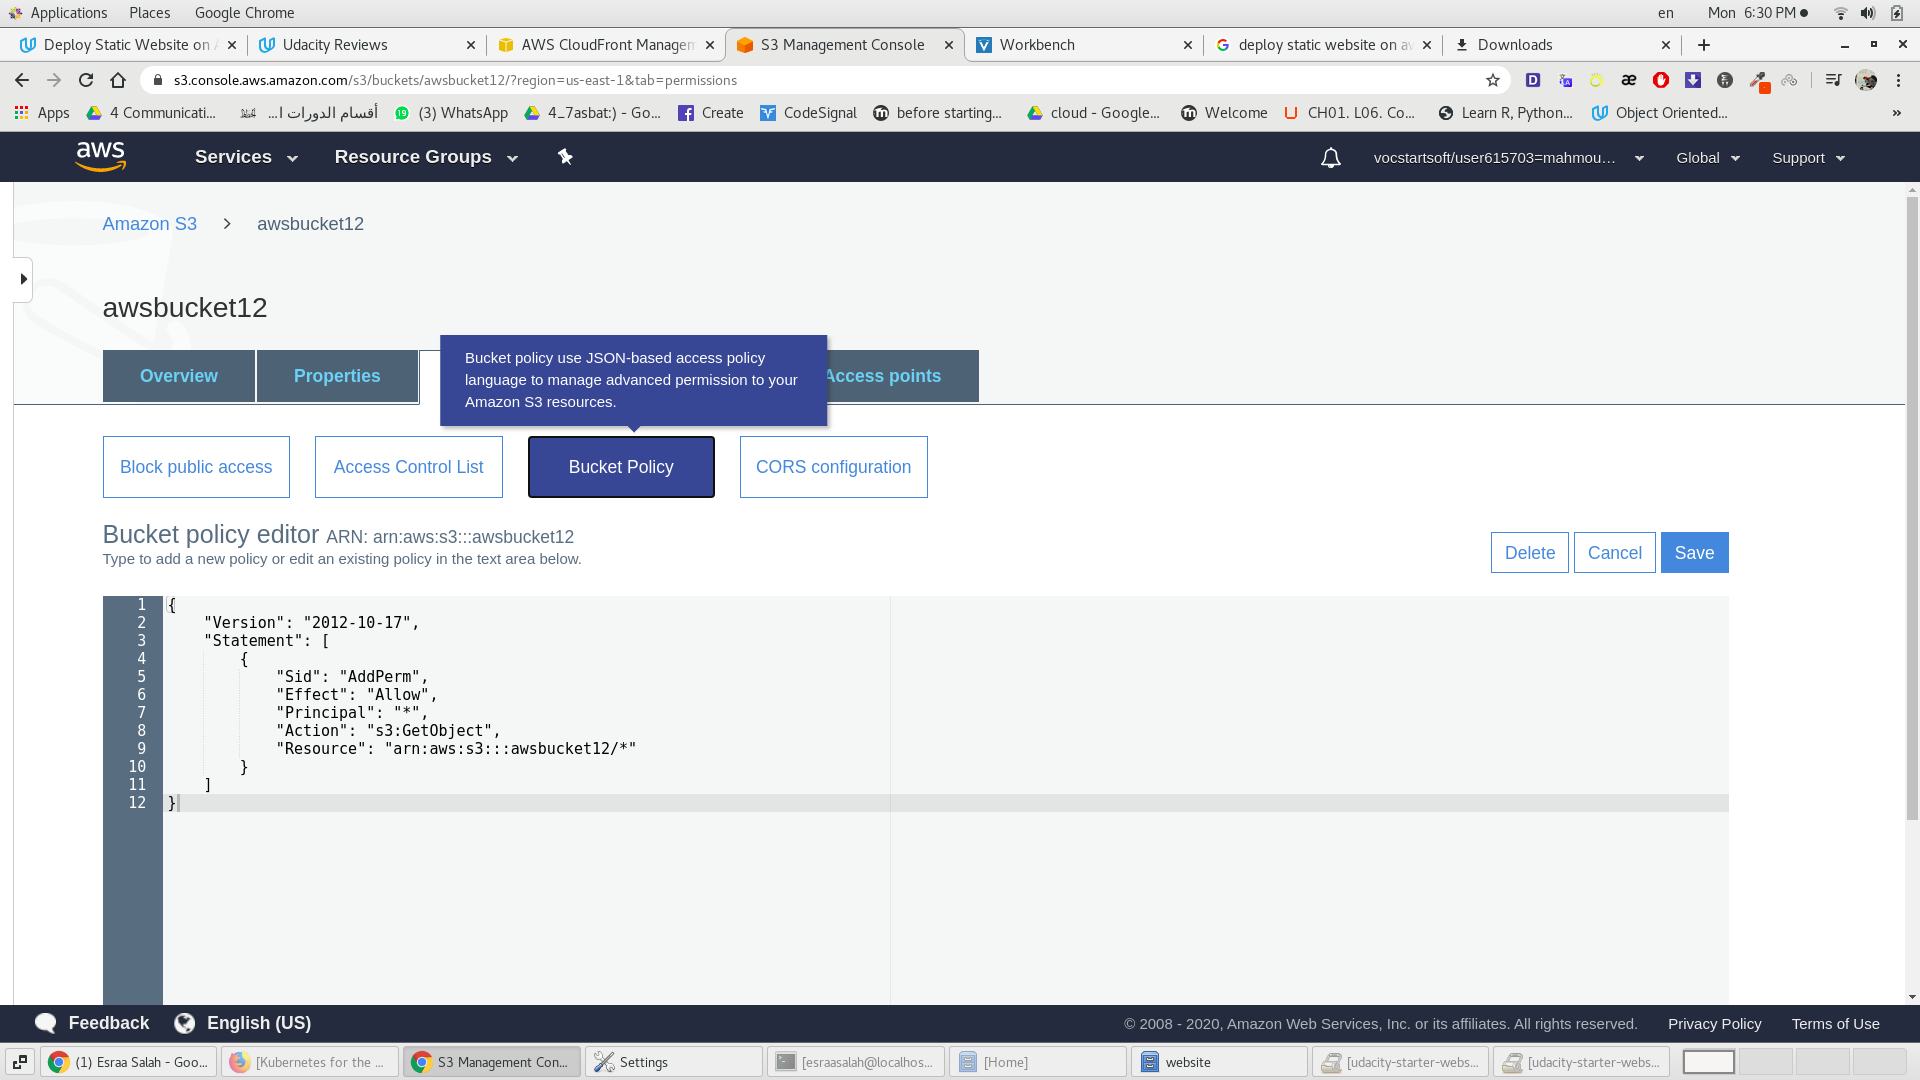 Applications Places Google Chrome en Mon 6:30 PM
Deploy Static Website on A Udacity Reviews AWS CloudFront Managem S3 Management Console Workbench deploy static website on aw Downloads
s3.console.aws.amazon.com/s3/buckets/awsbucket12/?region=us-east-1&tab=permissions
Apps 4 Communicati... أقسام الدورات ا... (3) WhatsApp 4_7asbat:) - Go... Create CodeSignal before starting... cloud - Google... Welcome CH01. L06. Co... Learn R, Python... Object Oriented... »
aws Services Resource Groups vocstartsoft/user615703=mahmou... Global Support
Amazon S3 awsbucket12
awsbucket12
Overview Properties Access points
Bucket policy use JSON-based access policy
language to manage advanced permission to your
Amazon S3 resources.
Block public access Access Control List Bucket Policy CORS configuration
Bucket policy editor ARN: arn:aws:s3:::awsbucket12
Type to add a new policy or edit an existing policy in the text area below.
Delete Cancel Save
1 {
2 "Version": "2012-10-17",
3 "Statement": [
4 {
5 "Sid": "AddPerm",
6 "Effect": "Allow",
7 "Principal": "*",
8 "Action": "s3:GetObject",
9 "Resource": "arn:aws:s3:::awsbucket12/*"
10 }
11 ]
12 }
Feedback English (US) © 2008 - 2020, Amazon Web Services, Inc. or its affiliates. All rights reserved. Privacy Policy Terms of Use
(1) Esraa Salah - Goo... [Kubernetes for the ... S3 Management Con... Settings [esraasalah@localhos... [Home] website [udacity-starter-webs... [udacity-starter-webs...